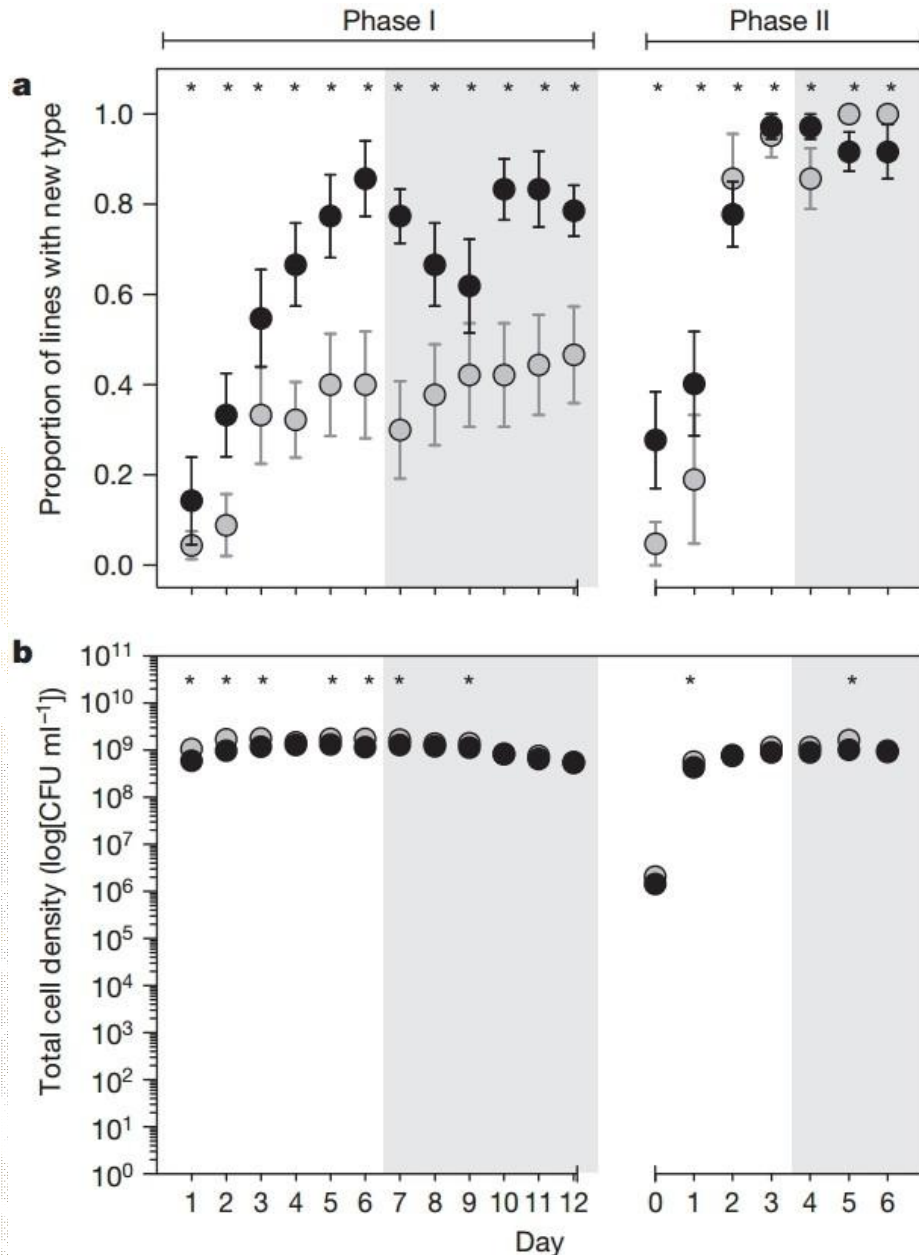 Phase I Phase II
a
* * * * * * * * * * * * * * * * * * *
Proportion of lines with new type
1.0
0.8
0.6
0.4
0.2
0.0
b
* * * * * * * * *
Total cell density (log[CFU ml⁻¹])
10¹¹
10¹⁰
10⁹
10⁸
10⁷
10⁶
10⁵
10⁴
10³
10²
10¹
10⁰
1 2 3 4 5 6 7 8 9 10 11 12 0 1 2 3 4 5 6
Day